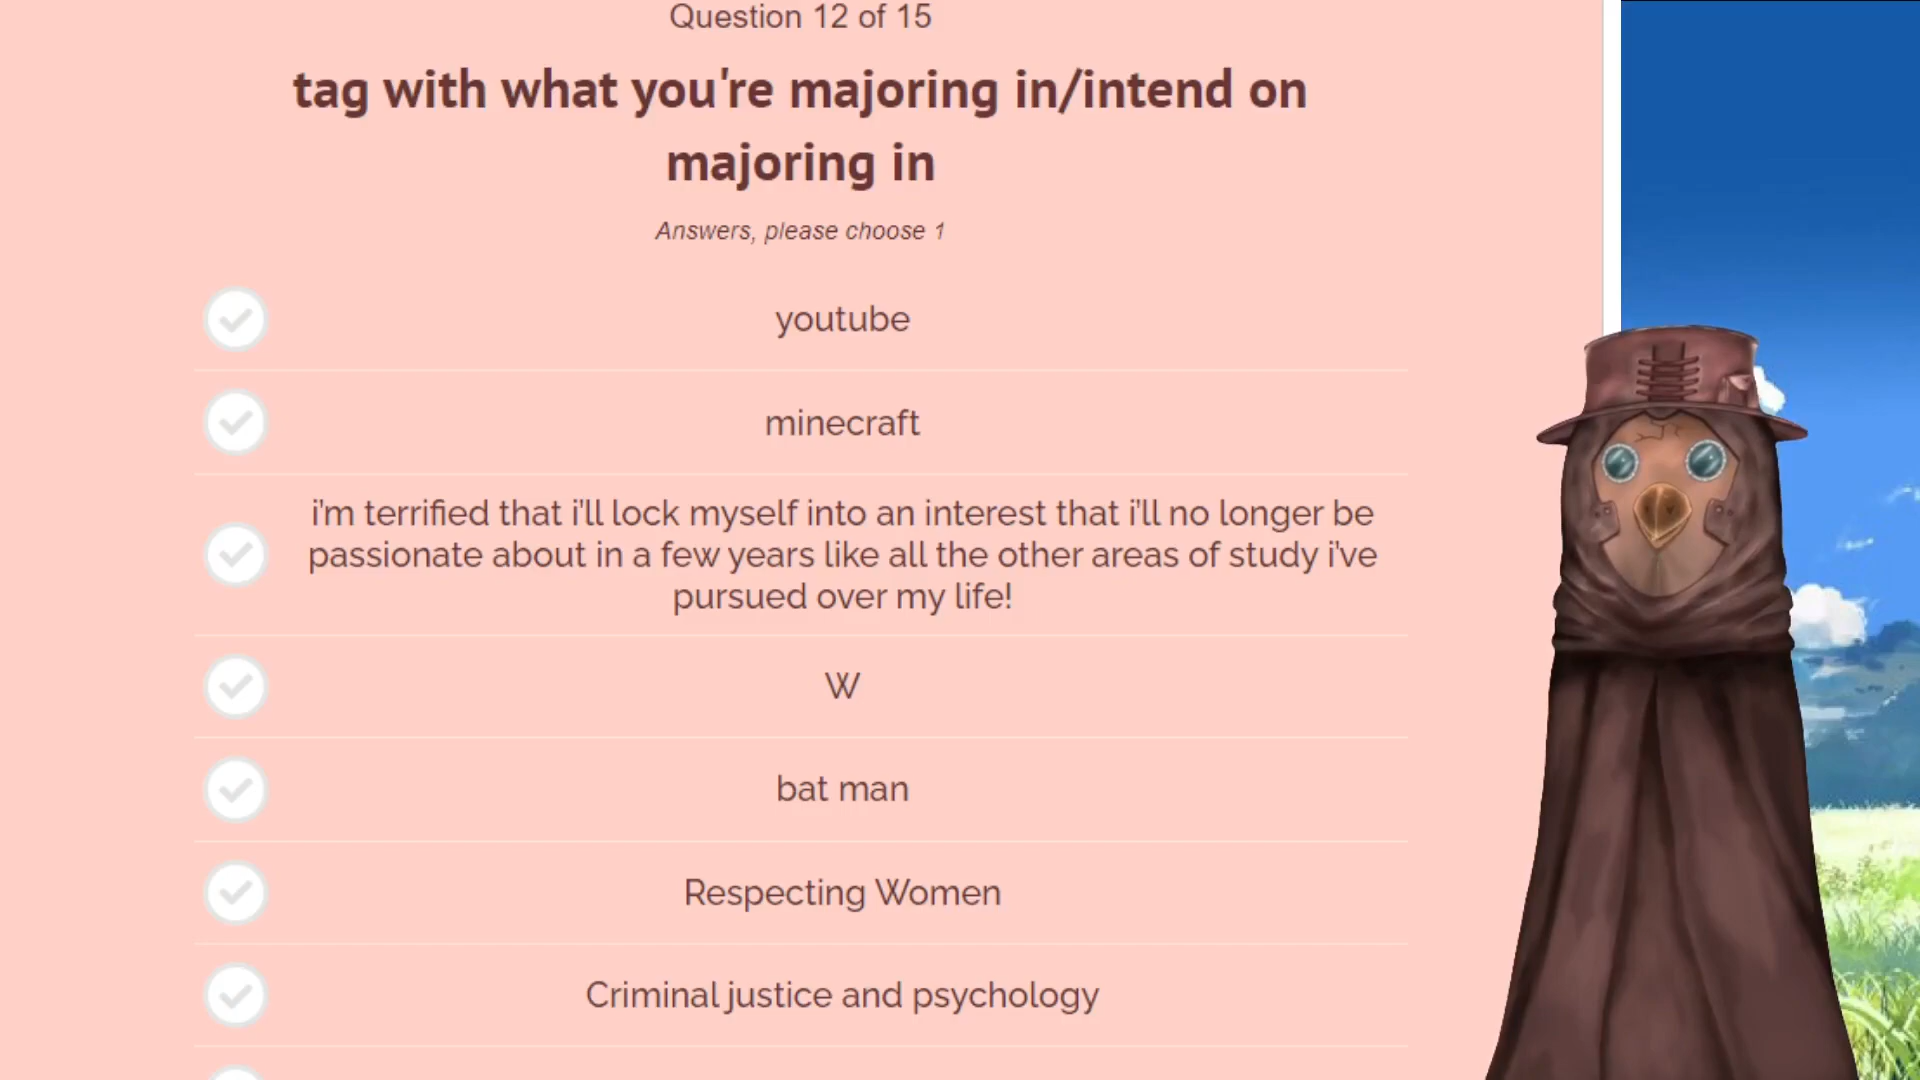 Question 12 of 15
tag with what you're majoring in/intend on
majoring in
Answers, please choose 1
youtube
minecraft
i'm terrified that i'll lock myself into an interest that i'll no longer be
passionate about in a few years like all the other areas of study i've
pursued over my life!
W
bat man
Respecting Women
Criminal justice and psychology